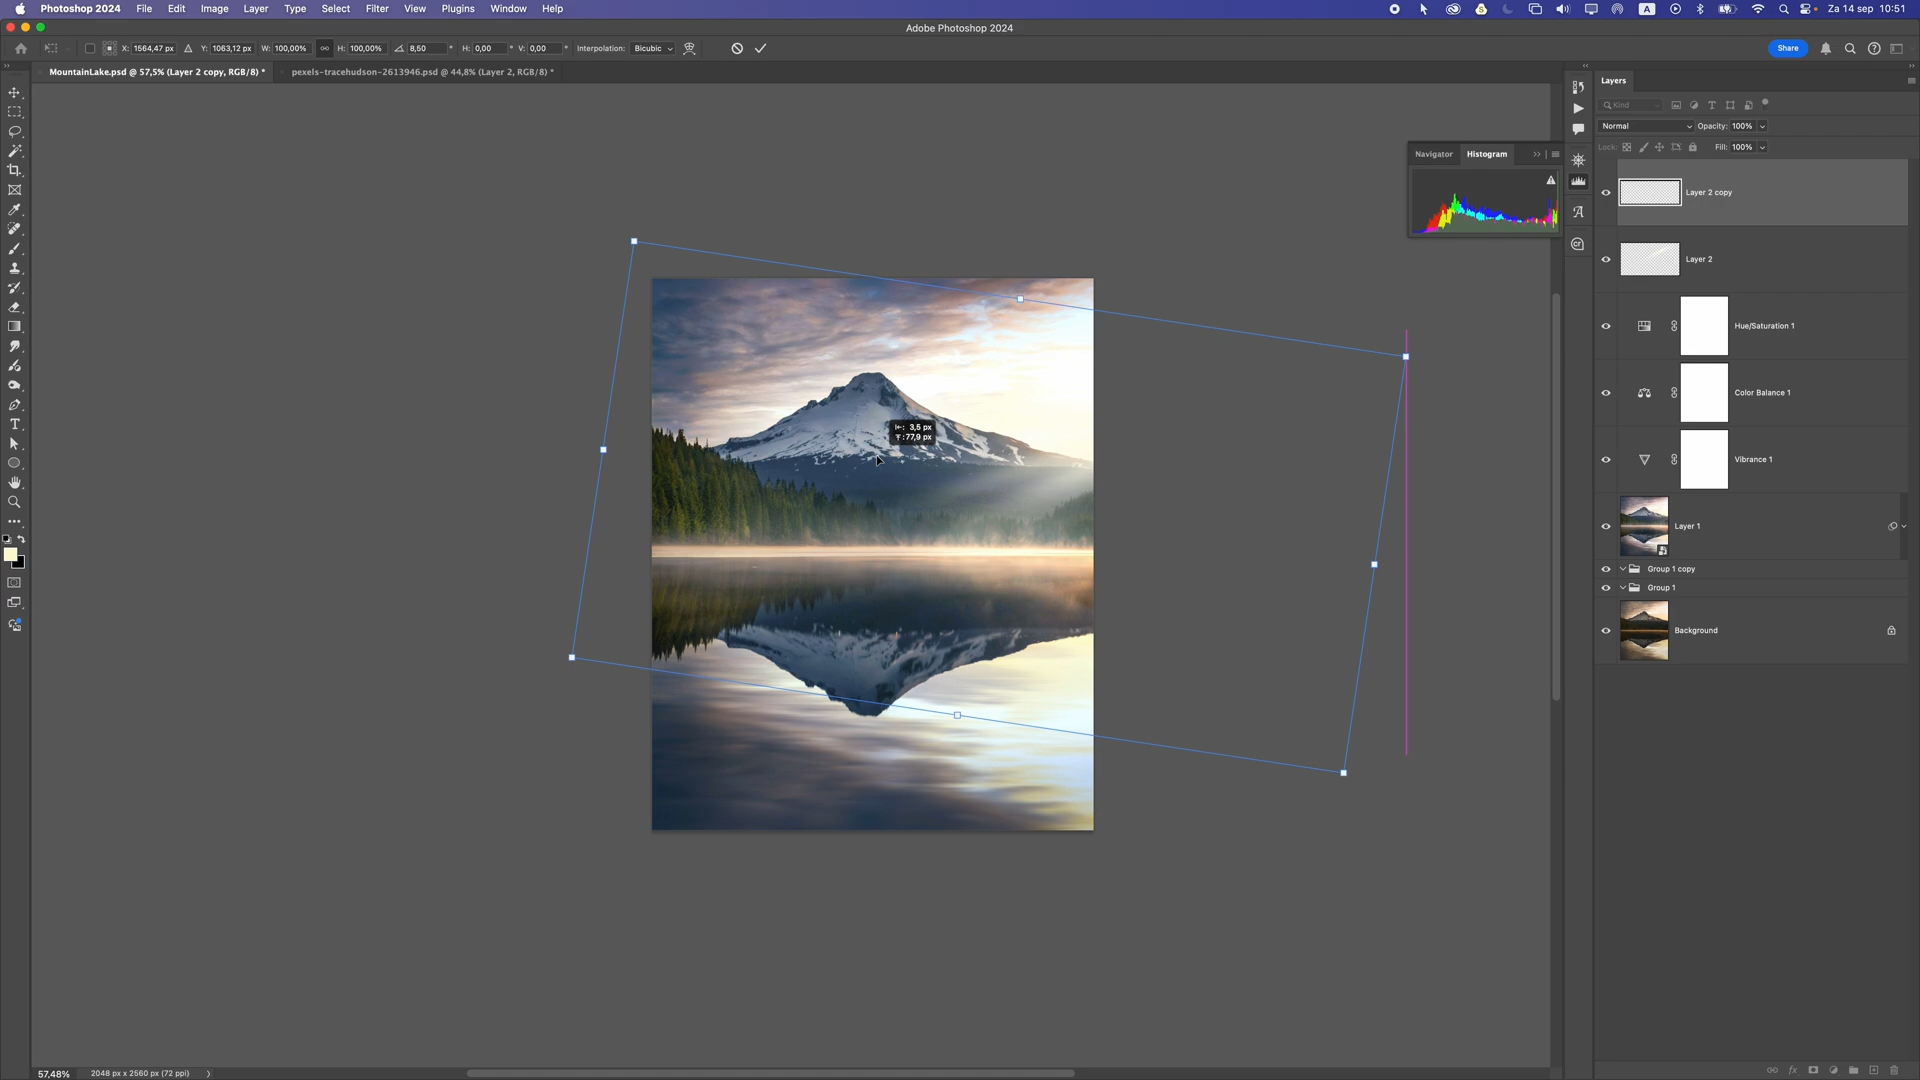 Photoshop 2024 File Edit Image Layer Type Select Filter View Plugins Window Help A Za 14 sep 10:51
Adobe Photoshop 2024
X: 1564,47 px Y: 1063,12 px W: 100,00% H: 100,00% 8,50 ° H: 0,00 ° V: 0,00 ° Interpolation: Bicubic Share
MountainLake.psd @ 57,5% (Layer 2 copy, RGB/8) * pexels-tracehudson-2613946.psd @ 44,8% (Layer 2, RGB/8) *
Layers
Kind
Normal Opacity: 100%
Lock: Fill: 100%
Navigator Histogram
Layer 2 copy
Layer 2
Hue/Saturation 1
Color Balance 1
Vibrance 1
Layer 1
Group 1 copy
Group 1
Background
3,5 px
77,9 px
57,48% 2048 px x 2560 px (72 ppi)